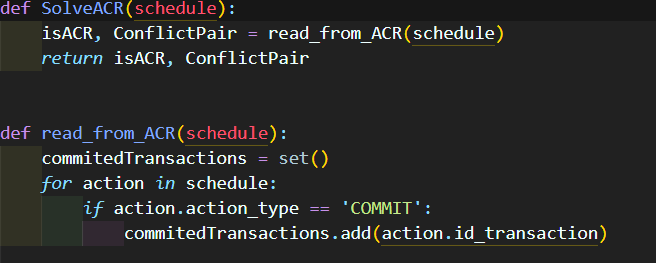 def SolveACR(schedule):
    isACR, ConflictPair = read_from_ACR(schedule)
    return isACR, ConflictPair
def read_from_ACR(schedule):
    commitedTransactions = set()
    for action in schedule:
        if action.action_type == 'COMMIT':
            commitedTransactions.add(action.id_transaction)